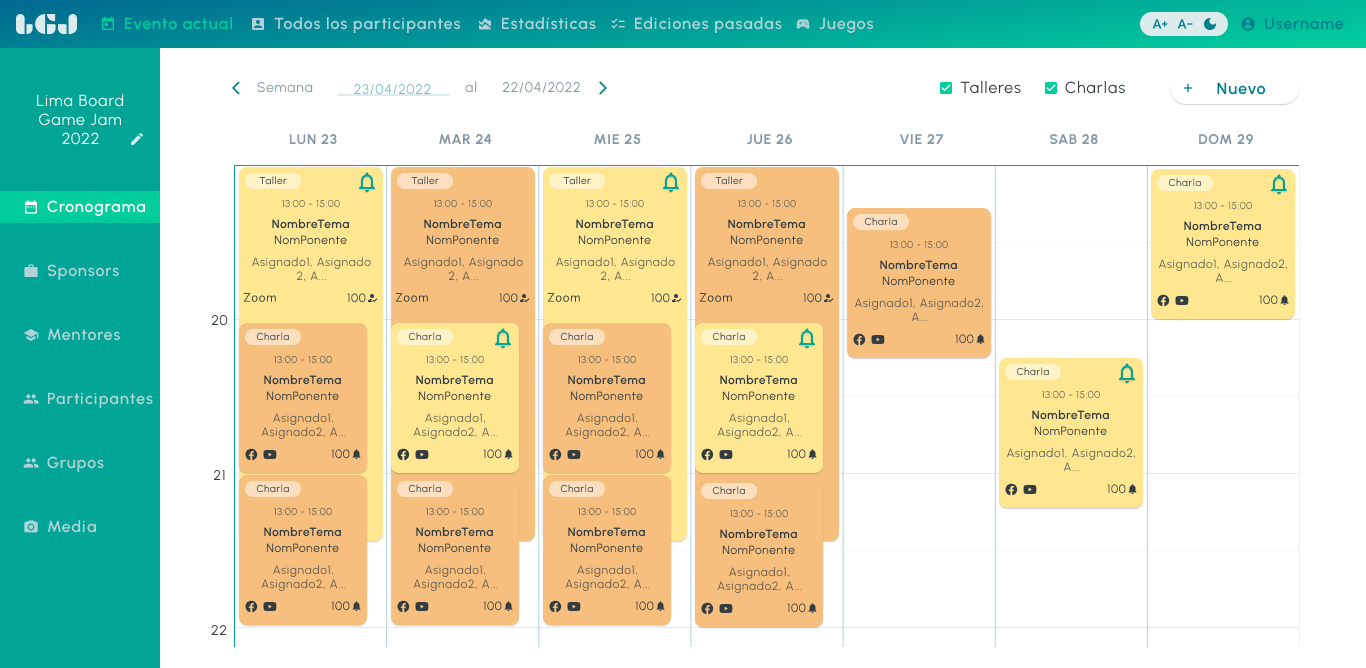 LGJ
Evento actual
Todos los participantes
Estadísticas
Ediciones pasadas
Juegos
A+ A-
Username
Lima Board
Game Jam
2022
Cronograma
Sponsors
Mentores
Participantes
Grupos
Media
Semana 23/04/2022 al 22/04/2022
Talleres
Charlas
+ Nuevo
LUN 23
MAR 24
MIE 25
JUE 26
VIE 27
SAB 28
DOM 29
20
21
22
Taller
13:00 - 15:00
NombreTema
NomPonente
Asignado1, Asignado
2, A...
Zoom 100
Charla
13:00 - 15:00
NombreTema
NomPonente
Asignado1,
Asignado2, A...
100
Charla
13:00 - 15:00
NombreTema
NomPonente
Asignado1,
Asignado2, A...
100
Taller
13:00 - 15:00
NombreTema
NomPonente
Asignado1, Asignado
2, A...
Zoom 100
Charla
13:00 - 15:00
NombreTema
NomPonente
Asignado1,
Asignado2, A...
100
Charla
13:00 - 15:00
NombreTema
NomPonente
Asignado1,
Asignado2, A...
100
Taller
13:00 - 15:00
NombreTema
NomPonente
Asignado1, Asignado
2, A...
Zoom 100
Charla
13:00 - 15:00
NombreTema
NomPonente
Asignado1,
Asignado2, A...
100
Charla
13:00 - 15:00
NombreTema
NomPonente
Asignado1,
Asignado2, A...
100
Taller
13:00 - 15:00
NombreTema
NomPonente
Asignado1, Asignado
2, A...
Zoom 100
Charla
13:00 - 15:00
NombreTema
NomPonente
Asignado1,
Asignado2, A...
100
Charla
13:00 - 15:00
NombreTema
NomPonente
Asignado1,
Asignado2, A...
100
Charla
13:00 - 15:00
NombreTema
NomPonente
Asignado1, Asignado2,
A...
100
Charla
13:00 - 15:00
NombreTema
NomPonente
Asignado1, Asignado2,
A...
100
Charla
13:00 - 15:00
NombreTema
NomPonente
Asignado1, Asignado2,
A...
100